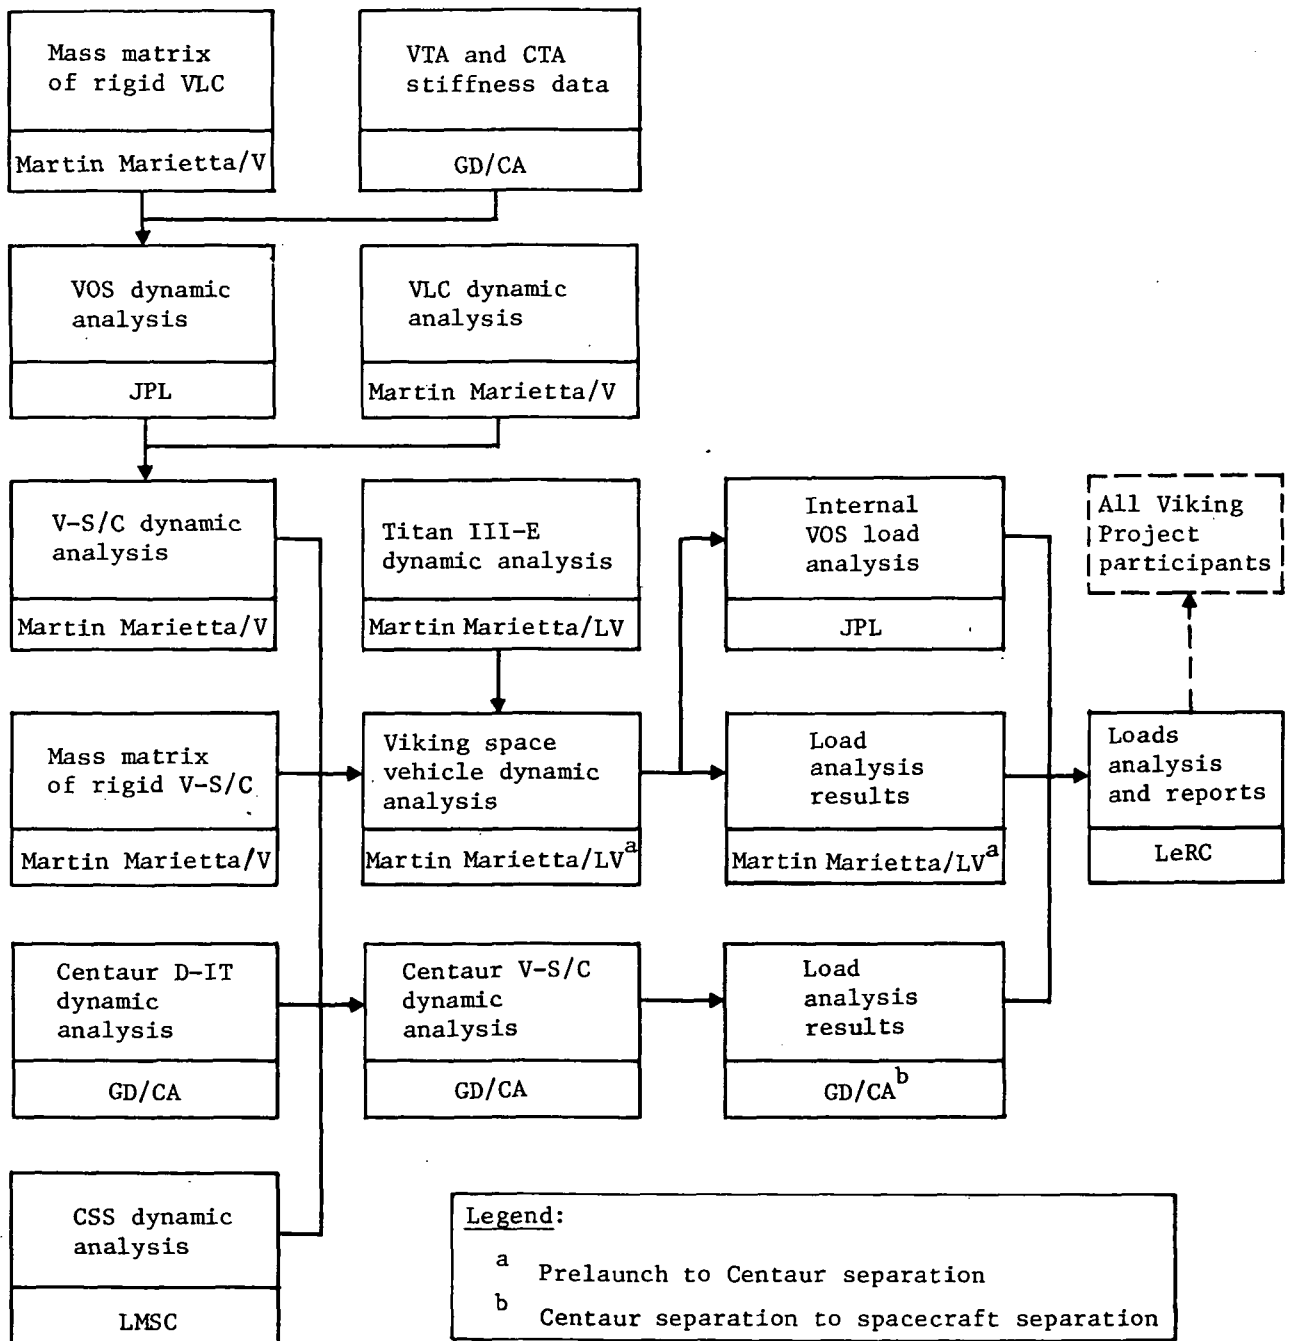 Mass matrix
of rigid VLC
Martin Marietta/V
VTA and CTA
stiffness data
GD/CA
VOS dynamic
analysis
JPL
VLC dynamic
analysis
Martin Marietta/V
V-S/C dynamic
analysis
Martin Marietta/V
Titan III-E
dynamic analysis
Martin Marietta/LV
Internal
VOS load
analysis
JPL
All Viking
Project
participants
Mass matrix
of rigid V-S/C
Martin Marietta/V
Viking space
vehicle dynamic
analysis
Martin Marietta/LVa
Load
analysis
results
Martin Marietta/LVa
Loads
analysis
and reports
LeRC
Centaur D-IT
dynamic
analysis
GD/CA
Centaur V-S/C
dynamic
analysis
GD/CA
Load
analysis
results
GD/CAb
CSS dynamic
analysis
LMSC
Legend:
a Prelaunch to Centaur separation
b Centaur separation to spacecraft separation